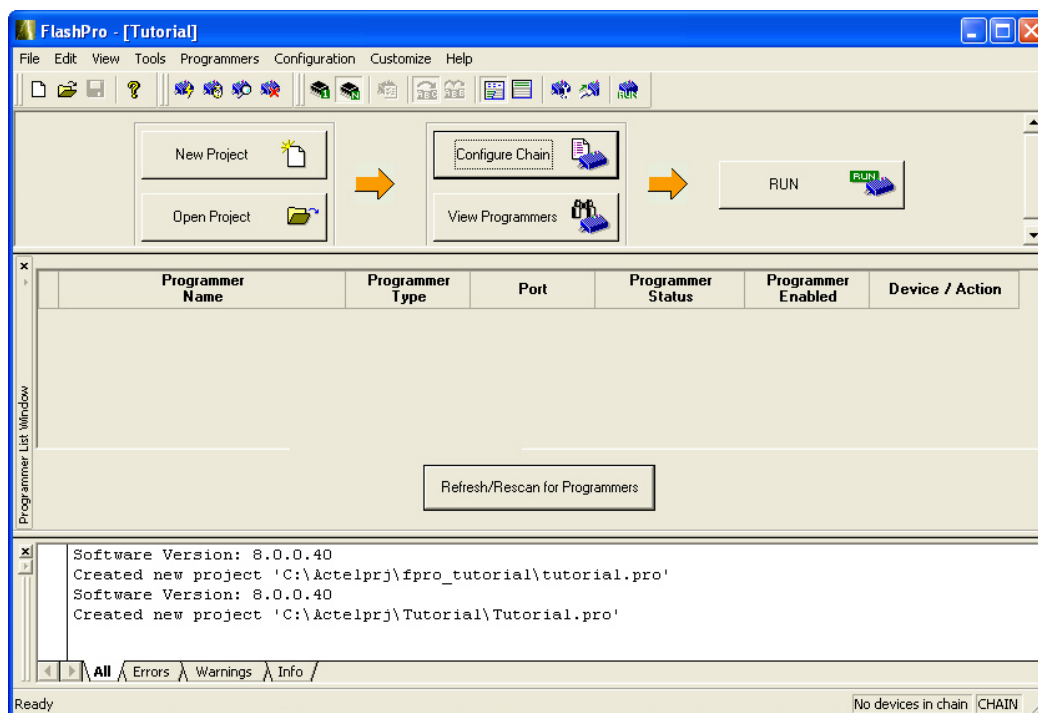 FlashPro - [Tutorial]
File Edit View Tools Programmers Configuration Customize Help
New Project
Configure Chain
RUN
RUN
Open Project
View Programmers
Programmer Name
Programmer Type
Port
Programmer Status
Programmer Enabled
Device / Action
Programmer List Window
Refresh/Rescan for Programmers
Software Version: 8.0.0.40
Created new project 'C:\Actelprj\fpro_tutorial\tutorial.pro'
Software Version: 8.0.0.40
Created new project 'C:\Actelprj\Tutorial\Tutorial.pro'
All Errors Warnings Info
Ready
No devices in chain CHAIN